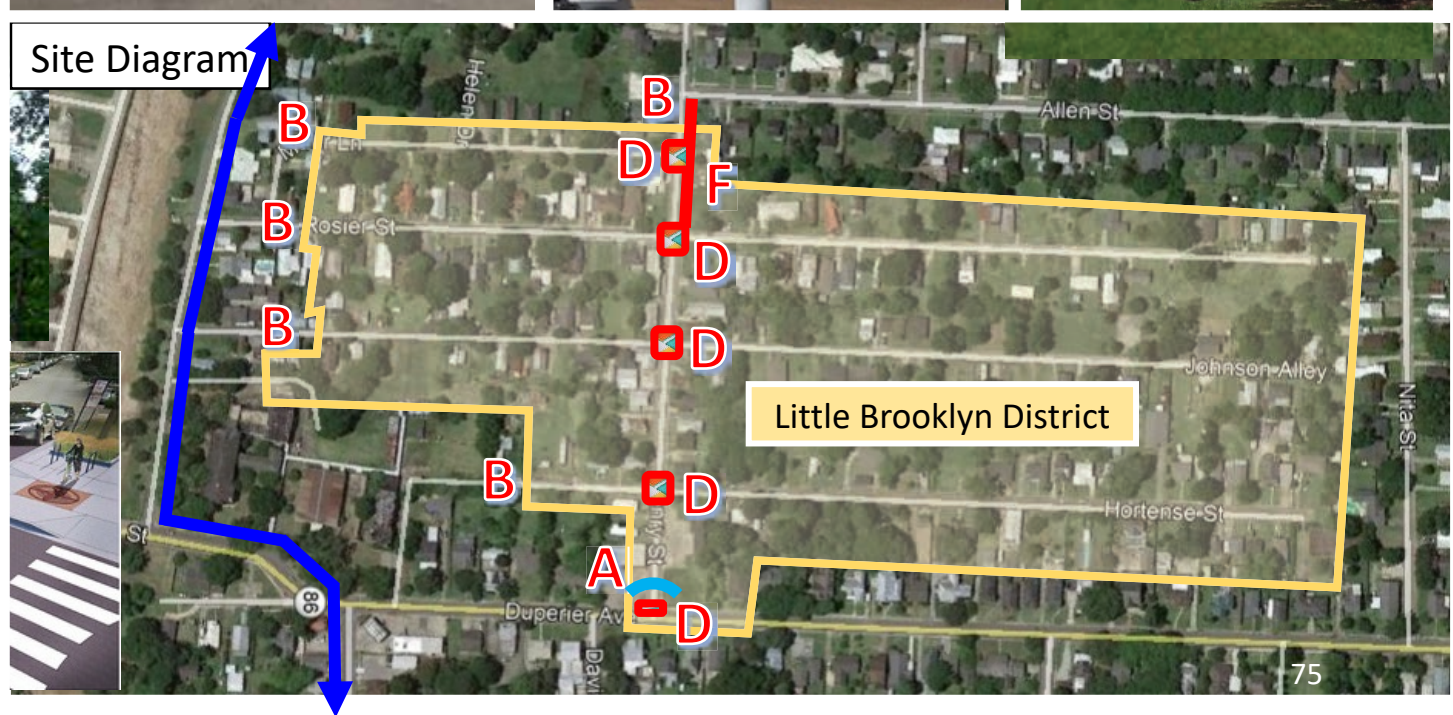 Site Diagram
Helen Dr
B
Allen St
B
D
F
B
Rosier St
D
B
D
Johnson Alley
Little Brooklyn District
Nita St
B
D
Hortense St
St
A
86
Duperier Av
D
75